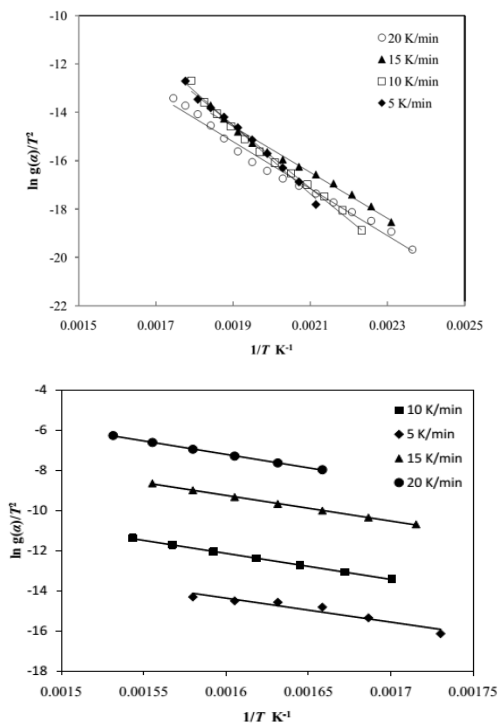 -10
-12
-14
-16
-18
-20
-22
ln g(α)/T²
20 K/min
15 K/min
10 K/min
5 K/min
0.0015 0.0017 0.0019 0.0021 0.0023 0.0025
1/T K⁻¹
-4
-6
-8
-10
-12
-14
-16
-18
ln g(α)/T²
10 K/min
5 K/min
15 K/min
20 K/min
0.0015 0.00155 0.0016 0.00165 0.0017 0.00175
1/T K⁻¹